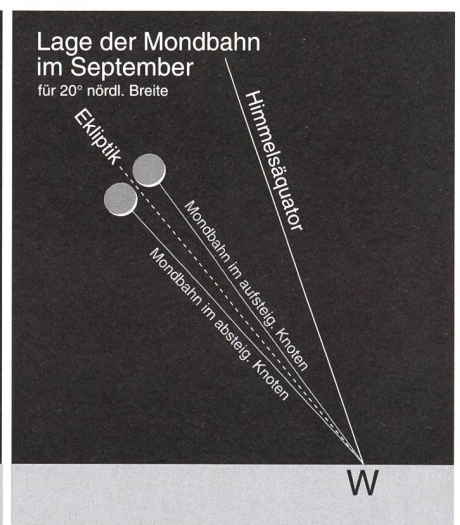 Lage der Mondbahn
im September
für 20° nördl. Breite
Ekliptik
Himmelsäquator
Mondbahn im aufsteig. Knoten
Mondbahn im absteig. Knoten
W